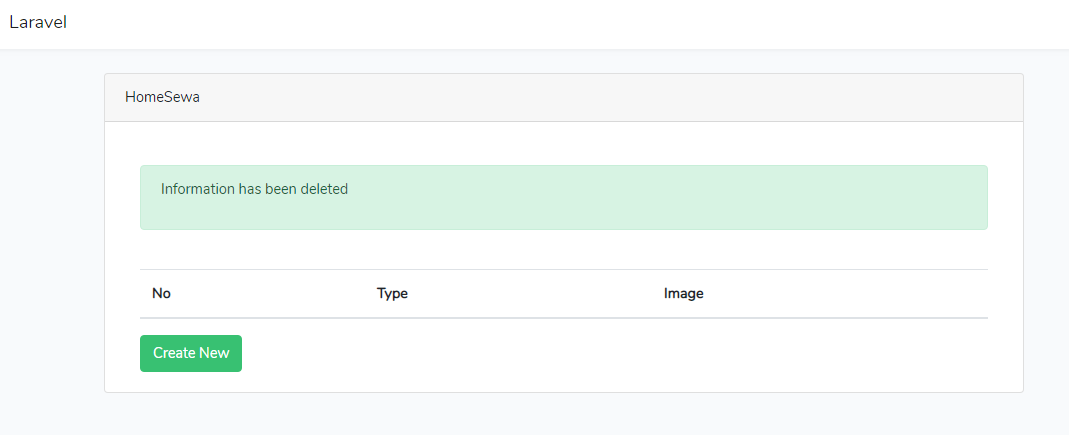 Laravel
HomeSewa
Information has been deleted
No Type Image
Create New